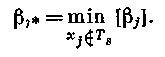 β_{l*} = min_{x_j ∉ T_s} [β_j].